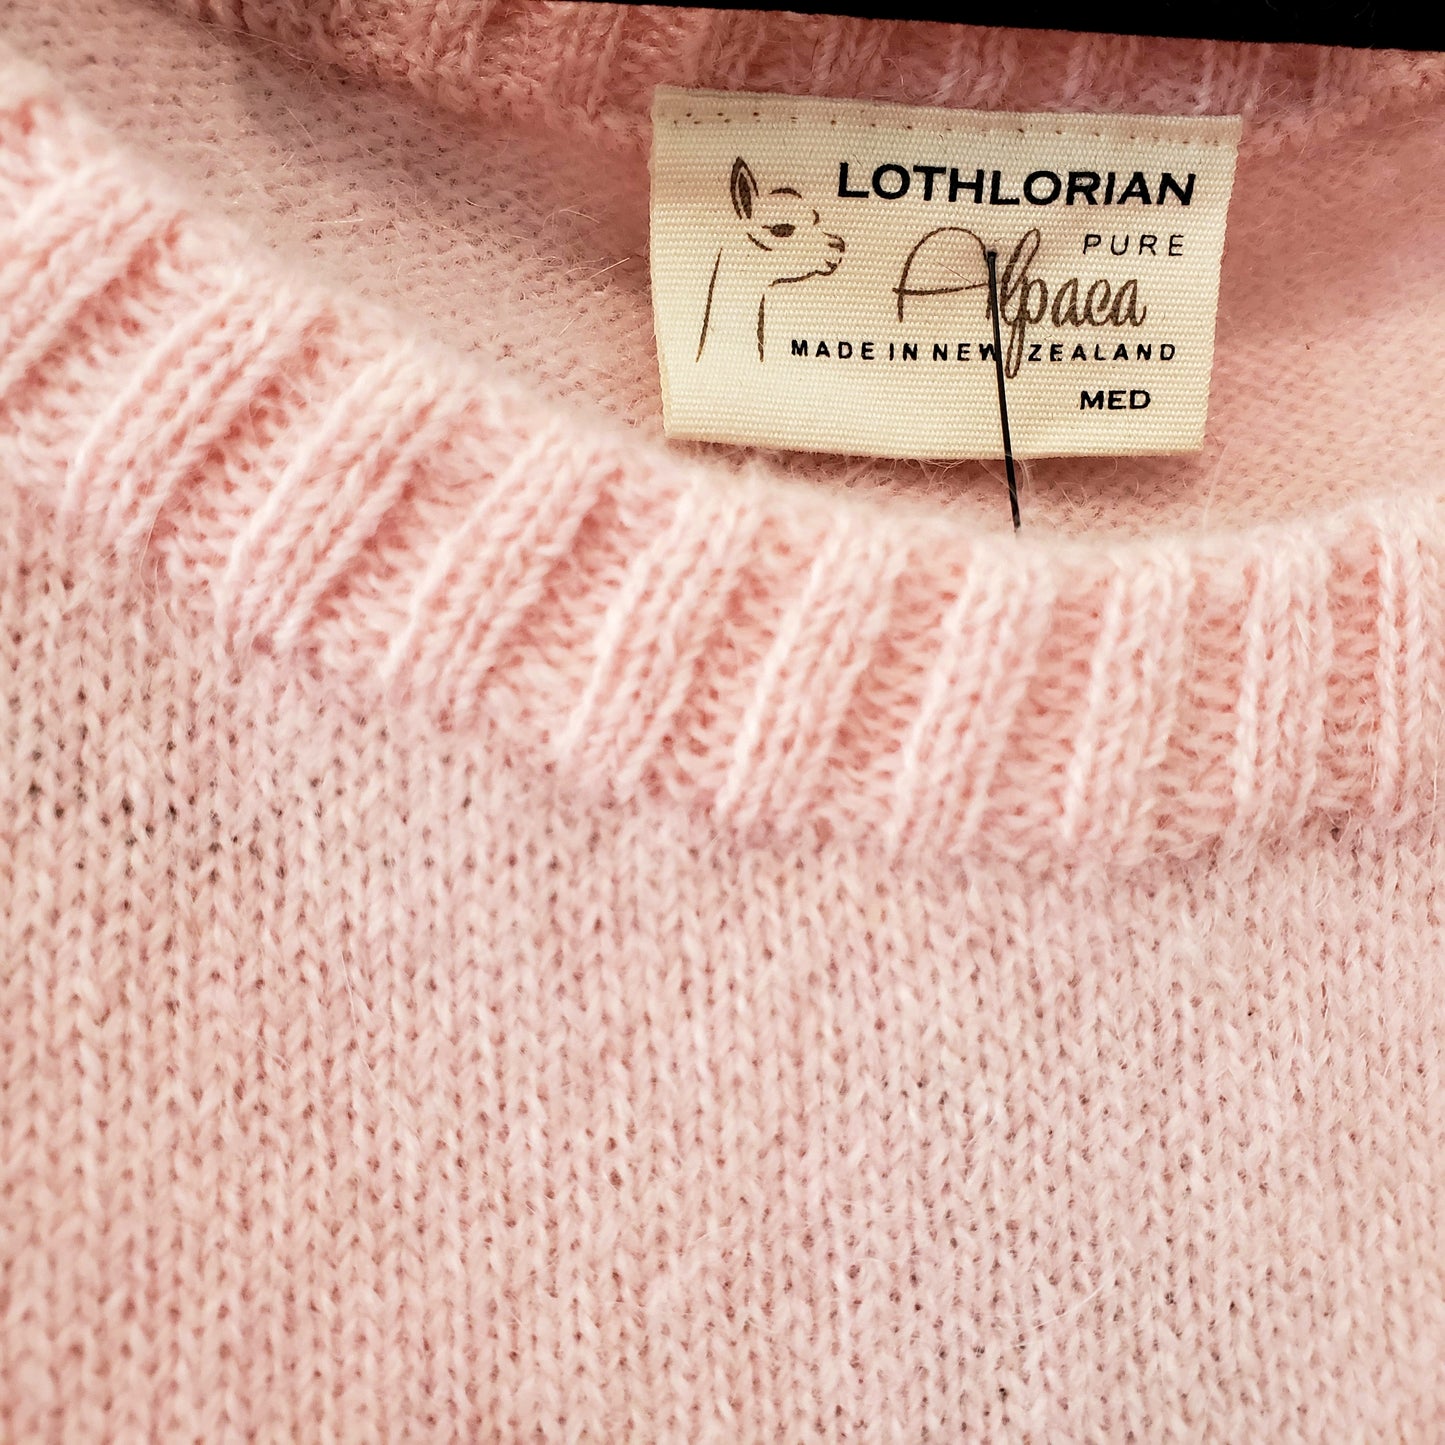 LOTHLORIAN
PURE
Alpaca
MADE IN NEW ZEALAND
MED